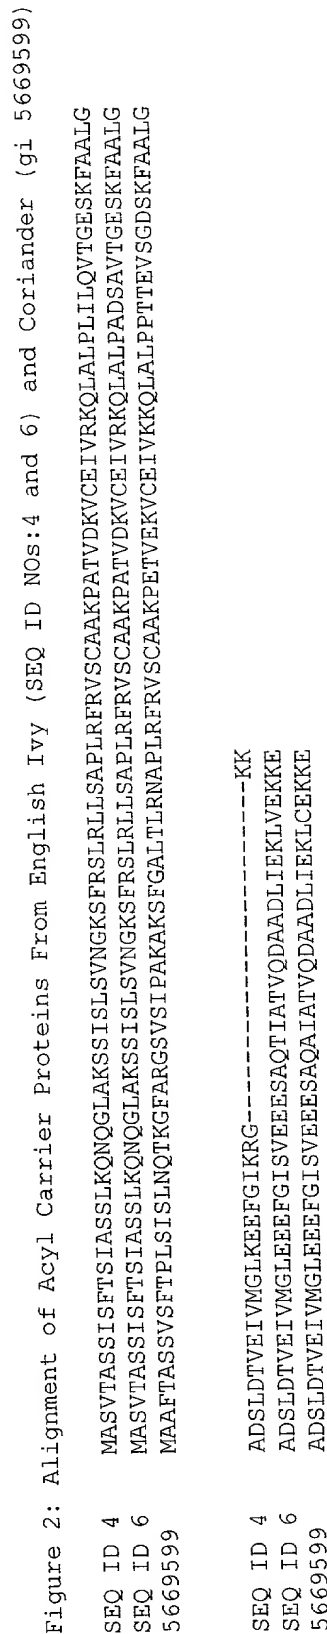 Figure 2: Alignment of Acyl Carrier Proteins From English Ivy (SEQ ID NOs:4 and 6) and Coriander (gi 5669599)
SEQ ID 4 MASVTASSISFTSIASSLKQNQGLAKSSISLSVNGKSFRSLRLLSAPLRFRVSCAAKPATVDKVCEIVRKQLALPLILQVTGESKFAALG
SEQ ID 6 MASVTASSISFTSIASSLKQNQGLAKSSISLSVNGKSFRSLRLLSAPLRFRVSCAAKPATVDKVCEIVRKQLALPADSAVTGESKFAALG
5669599 MAAFTASSVSFTPLSISLNQTKGFARGSVSIPAKAKSFGALTLRNAPLRFRVSCAAKPETVEKVCEIVKKQLALPPTTEVSGDSKFAALG
SEQ ID 4 ADSLDTVEIVMGLKEEFGIKRG-------------------------KK
SEQ ID 6 ADSLDTVEIVMGLEEEFGISVEEESAQTIATVQDAADLIEKLVEKKE
5669599 ADSLDTVEIVMGLEEEFGISVEEESAQAIATVQDAADLIEKLCEKKE